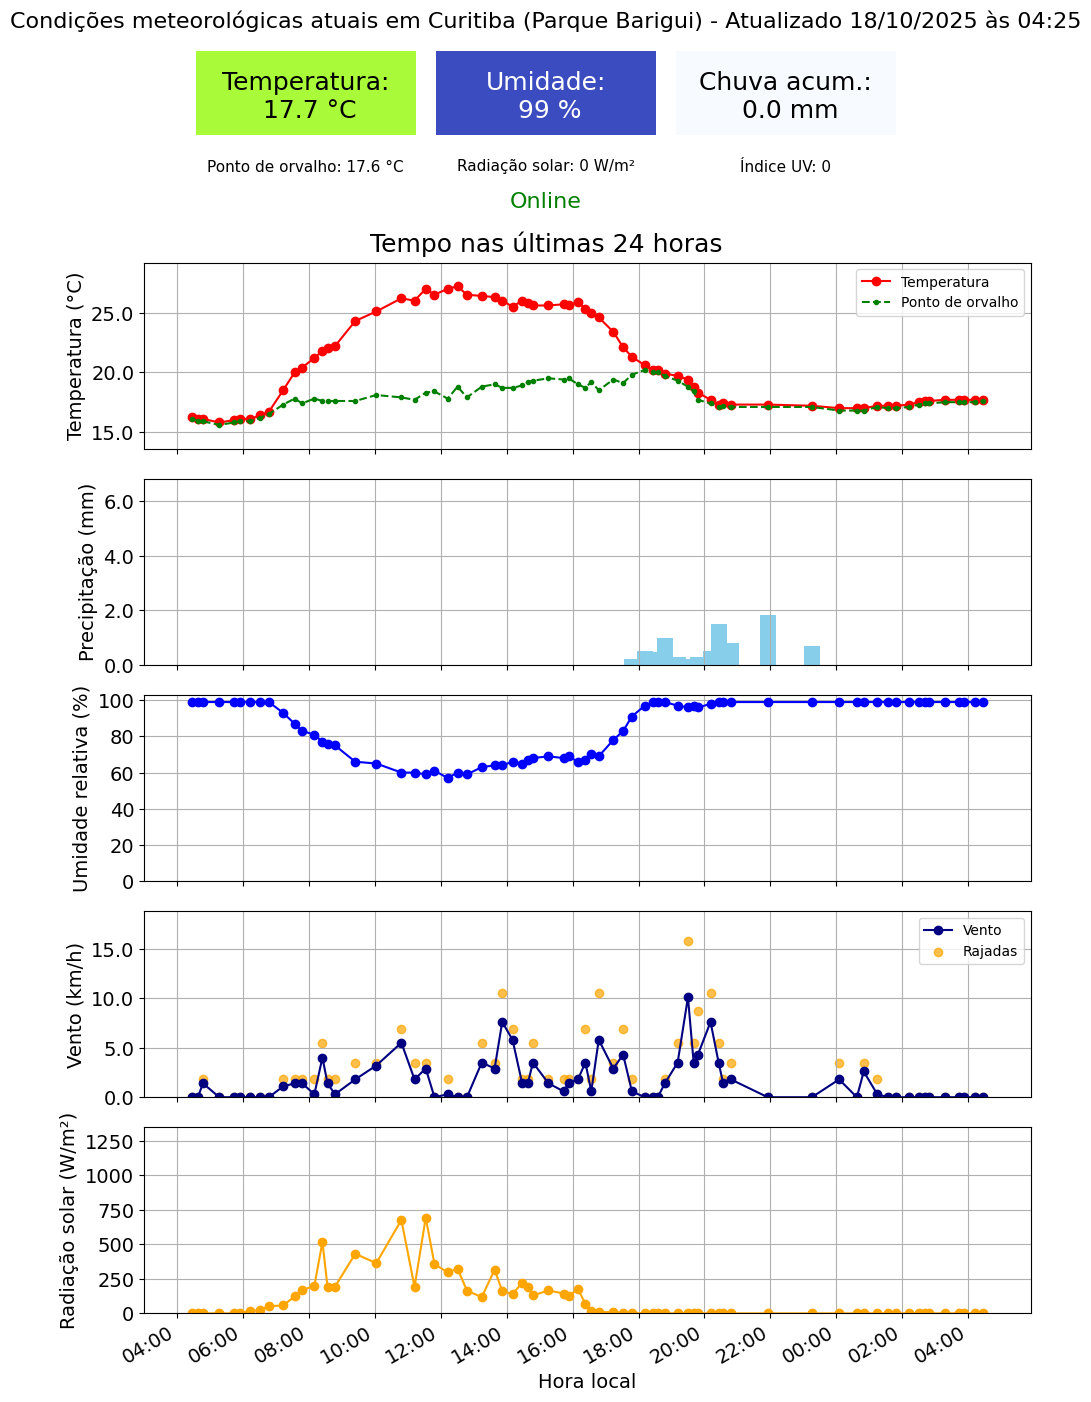 Condições meteorológicas atuais em Curitiba (Parque Barigui) - Atualizado 18/10/2025 às 04:25
Temperatura:
17.7 °C
Umidade:
99 %
Chuva acum.:
0.0 mm
Ponto de orvalho: 17.6 °C
Radiação solar: 0 W/m²
Índice UV: 0
Online
Tempo nas últimas 24 horas
Temperatura (°C)
25.0
20.0
15.0
Temperatura
Ponto de orvalho
Precipitação (mm)
6.0
4.0
2.0
0.0
Umidade relativa (%)
100
80
60
40
20
0
Vento (km/h)
15.0
10.0
5.0
0.0
Vento
Rajadas
Radiação solar (W/m²)
1250
1000
750
500
250
0
04:00
06:00
08:00
10:00
12:00
14:00
16:00
18:00
20:00
22:00
00:00
02:00
04:00
Hora local